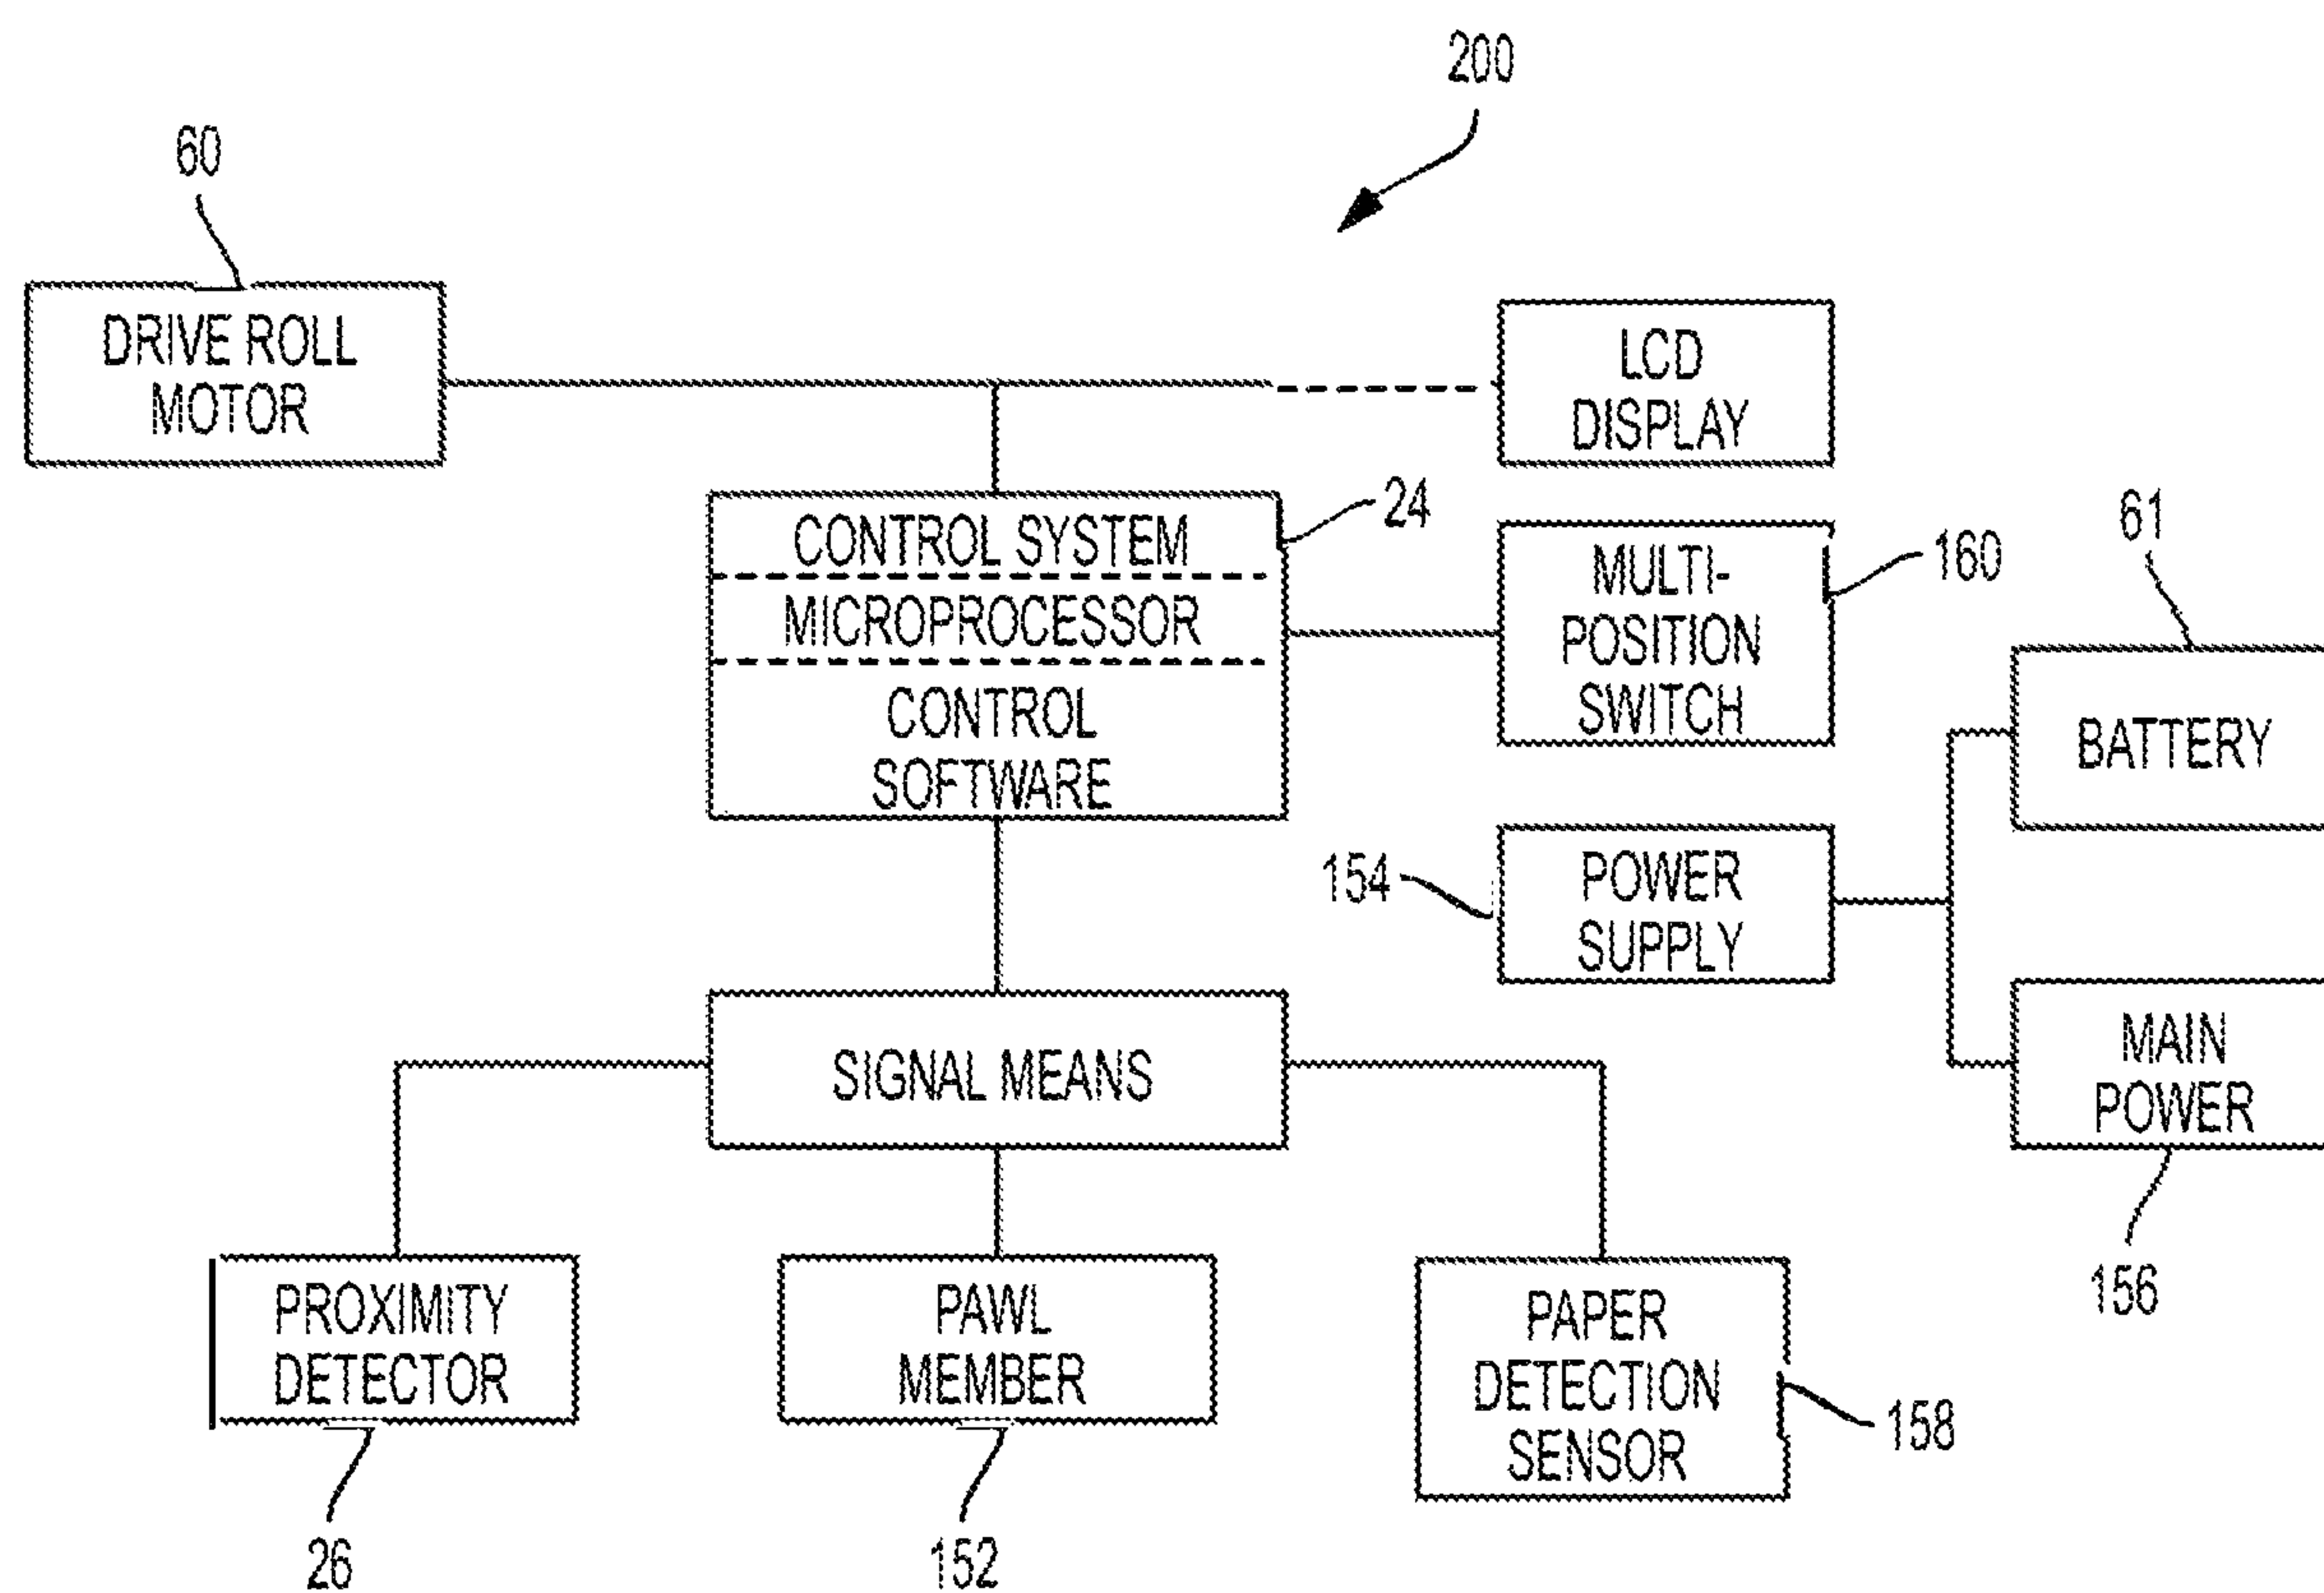 200
60
DRIVE ROLL
MOTOR
LCD
DISPLAY
24
CONTROL SYSTEM
MICROPROCESSOR
CONTROL
SOFTWARE
MULTI-
POSITION
SWITCH
160
61
BATTERY
154
POWER
SUPPLY
MAIN
POWER
156
SIGNAL MEANS
PROXIMITY
DETECTOR
26
PAWL
MEMBER
152
PAPER
DETECTION
SENSOR
158